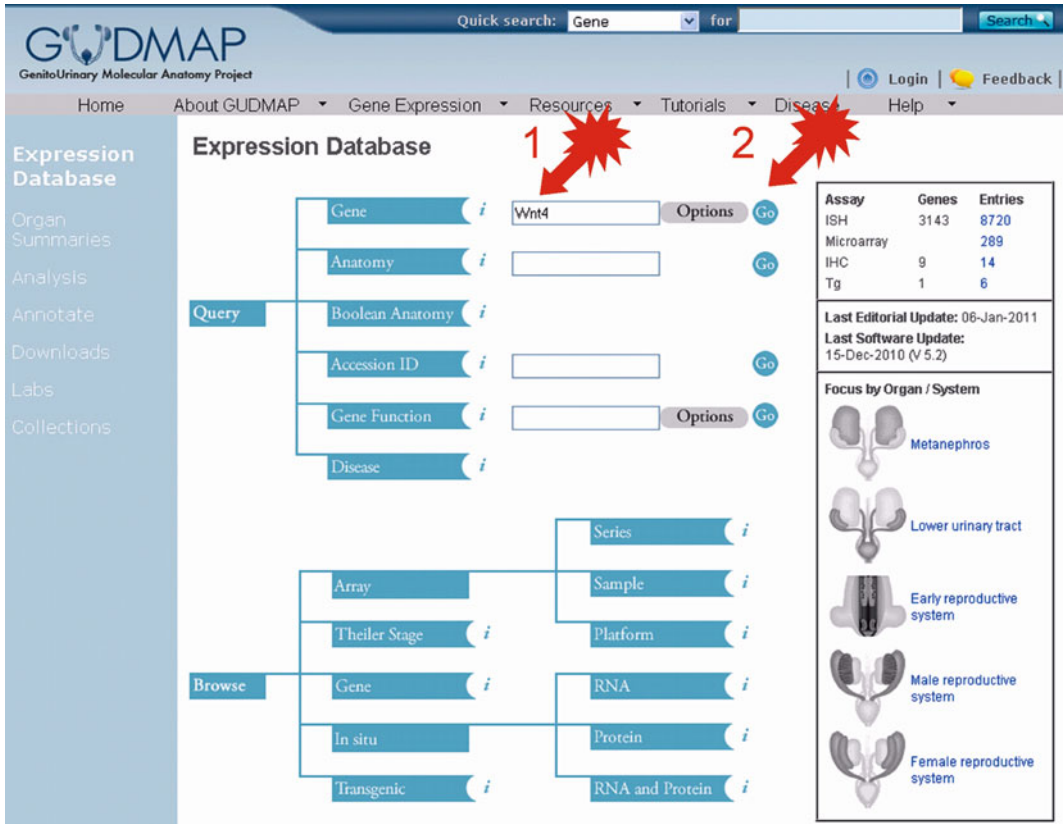 Quick search: Gene for Search
GUDMAP
GenitoUrinary Molecular Anatomy Project
Login | Feedback |
Home About GUDMAP Gene Expression Resources Tutorials Disease Help
Expression
Database
Organ
Summaries
Analysis
Annotate
Downloads
Labs
Collections
Expression Database
1
2
Query
Gene i Wnt4 Options Go
Anatomy i Go
Boolean Anatomy i
Accession ID i Go
Gene Function i Options Go
Disease i
Browse
Array
Series i
Sample i
Platform i
Theiler Stage i
Gene i
In situ
RNA i
Protein i
RNA and Protein i
Transgenic i
Assay Genes Entries
ISH 3143 8720
Microarray 289
IHC 9 14
Tg 1 6
Last Editorial Update: 06-Jan-2011
Last Software Update:
15-Dec-2010 (V 5.2)
Focus by Organ / System
Metanephros
Lower urinary tract
Early reproductive
system
Male reproductive
system
Female reproductive
system